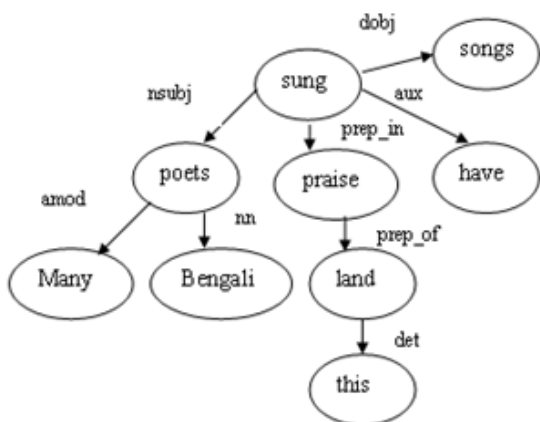 dobj
songs
sung
nsubj
aux
prep_in
poets
praise
have
amod
nn
prep_of
Many
Bengali
land
det
this